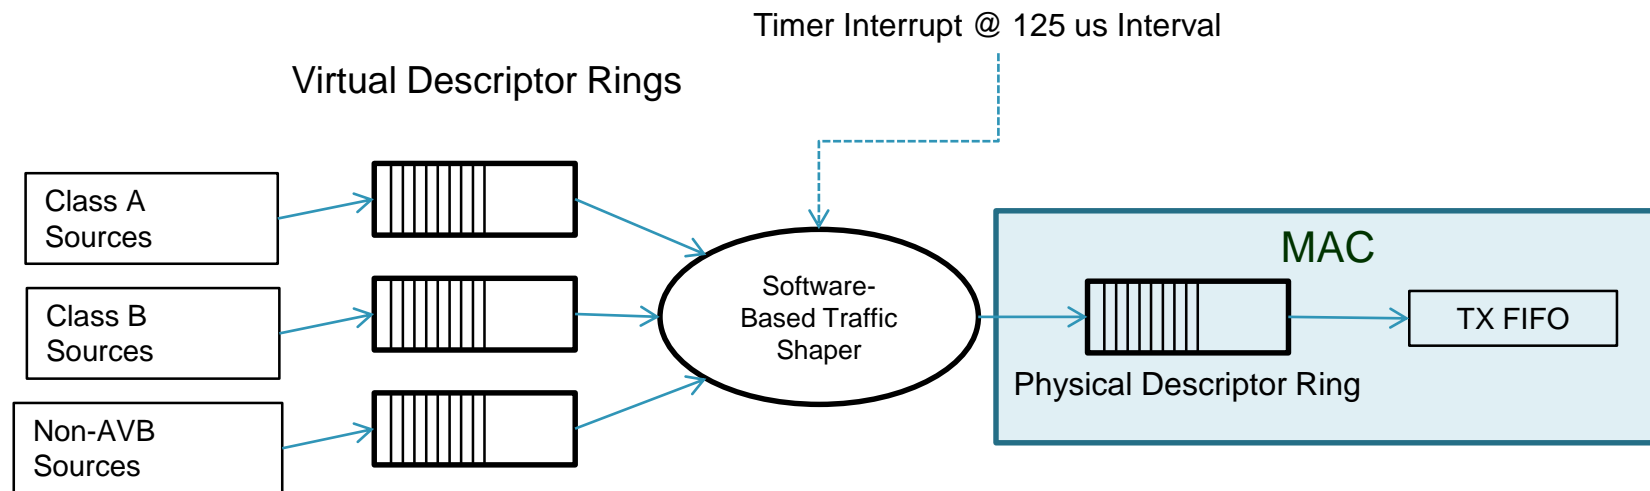 Timer Interrupt @ 125 us Interval
Virtual Descriptor Rings
Class A
Sources
Class B
Sources
Non-AVB
Sources
Software-
Based Traffic
Shaper
MAC
TX FIFO
Physical Descriptor Ring